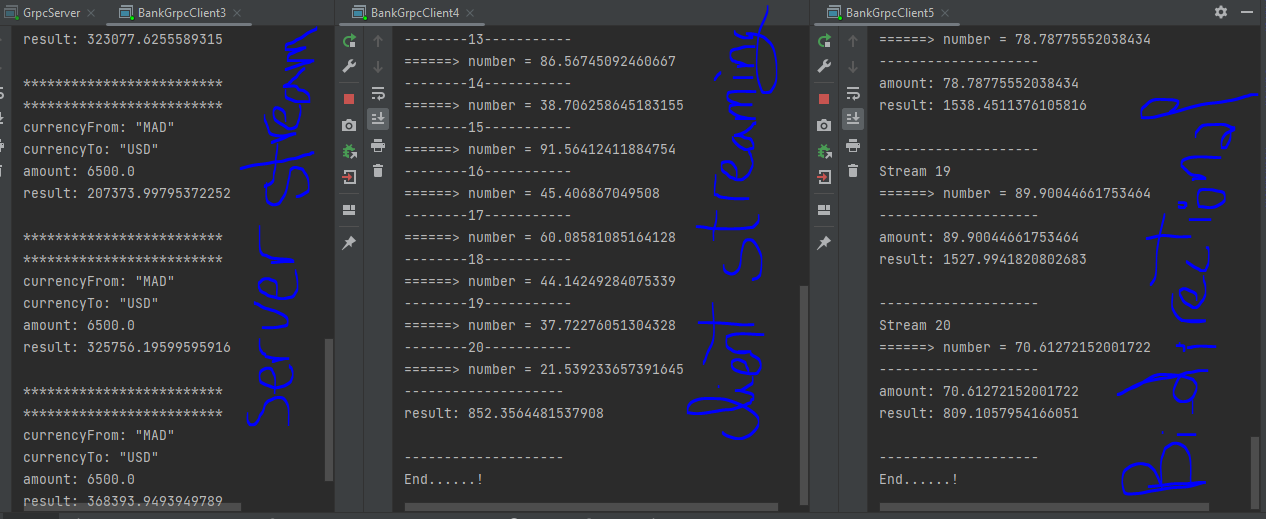 GrpcServer
BankGrpcClient3
result: 323077.6255589315
*************************
*************************
currencyFrom: "MAD"
currencyTo: "USD"
amount: 6500.0
result: 207373.99795372252
*************************
*************************
currencyFrom: "MAD"
currencyTo: "USD"
amount: 6500.0
result: 325756.19599595916
*************************
*************************
currencyFrom: "MAD"
currencyTo: "USD"
amount: 6500.0
result: 368393.9493949789
server stream
BankGrpcClient4
--------13-----------
======> number = 86.56745092460667
--------14-----------
======> number = 38.706258645183155
--------15-----------
======> number = 91.56412411884754
--------16-----------
======> number = 45.406867049508
--------17-----------
======> number = 60.08581085164128
--------18-----------
======> number = 44.14249284075339
--------19-----------
======> number = 37.72276051304328
--------20-----------
======> number = 21.539233657391645
--------------------
result: 852.3564481537908
--------------------
End......!
client streaming
BankGrpcClient5
======> number = 78.78775552038434
--------------------
amount: 78.78775552038434
result: 1538.4511376105816
--------------------
Stream 19
======> number = 89.90044661753464
--------------------
amount: 89.90044661753464
result: 1527.9941820802683
--------------------
Stream 20
======> number = 70.61272152001722
--------------------
amount: 70.61272152001722
result: 809.1057954166051
--------------------
End......!
Bi directional